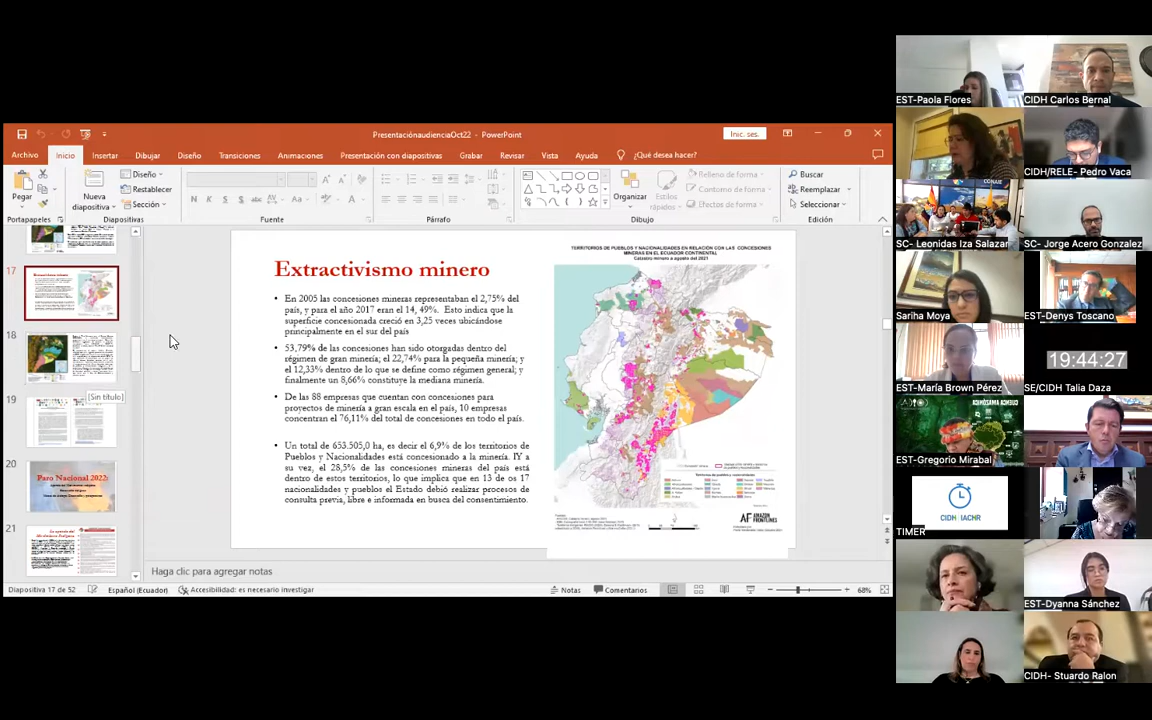 PresentaciónaudienciaOct22 - PowerPoint
Inic. ses.
Archivo
Inicio
Insertar
Dibujar
Diseño
Transiciones
Animaciones
Presentación con diapositivas
Grabar
Revisar
Vista
Ayuda
¿Qué desea hacer?
Pegar
Nueva
diapositiva
Diseño
Restablecer
Sección
N
K
S
abc
AV
Aa
A
Organizar
Estilos
rápidos
Relleno de forma
Contorno de forma
Efectos de forma
Buscar
Reemplazar
Seleccionar
Portapapeles
Diapositivas
Fuente
Párrafo
Dibujo
Edición
17
18
[Sin título]
19
20
Paro Nacional 2022:
21
Extractivismo minero
• En 2005 las concesiones mineras representaban el 2,75% del
país, y para el año 2017 eran el 14, 49%. Esto indica que la
superficie concesionada creció en 3,25 veces ubicándose
principalmente en el sur del país
• 53,79% de las concesiones han sido otorgadas dentro del
régimen de gran minería; el 22,74% para la pequeña minería; y
el 12,33% dentro de lo que se define como régimen general; y
finalmente un 8,66% constituye la mediana minería.
• De las 88 empresas que cuentan con concesiones para
proyectos de minería a gran escala en el país, 10 empresas
concentran el 76,11% del total de concesiones en todo el país.
• Un total de 653.505,0 ha, es decir el 6,9% de los territorios de
Pueblos y Nacionalidades está concesionado a la minería. IY a
su vez, el 28,5% de las concesiones mineras del país está
dentro de estos territorios, lo que implica que en 13 de os 17
nacionalidades y pueblos el Estado debió realizar procesos de
consulta previa, libre e informada en busca del consentimiento.
TERRITORIOS DE PUEBLOS Y NACIONALIDADES EN RELACIÓN CON LAS CONCESIONES
MINERAS EN EL ECUADOR CONTINENTAL
Catastro minero a agosto del 2021
AMAZON
FRONTLINES
Haga clic para agregar notas
Diapositiva 17 de 52
Español (Ecuador)
Accesibilidad: es necesario investigar
Notas
Comentarios
68%
EST-Paola Flores
CIDH Carlos Bernal
CIDH/RELE- Pedro Vaca
CONAIE
SC- Leonidas Iza Salazar
SC- Jorge Acero Gonzalez
Sariha Moya
EST-Denys Toscano
EST-María Brown Pérez
19:44:27
SE/CIDH Talia Daza
EST-Gregorio Mirabal
CIDH IACHR
TIMER
EST-Dyanna Sánchez
CIDH- Stuardo Ralon